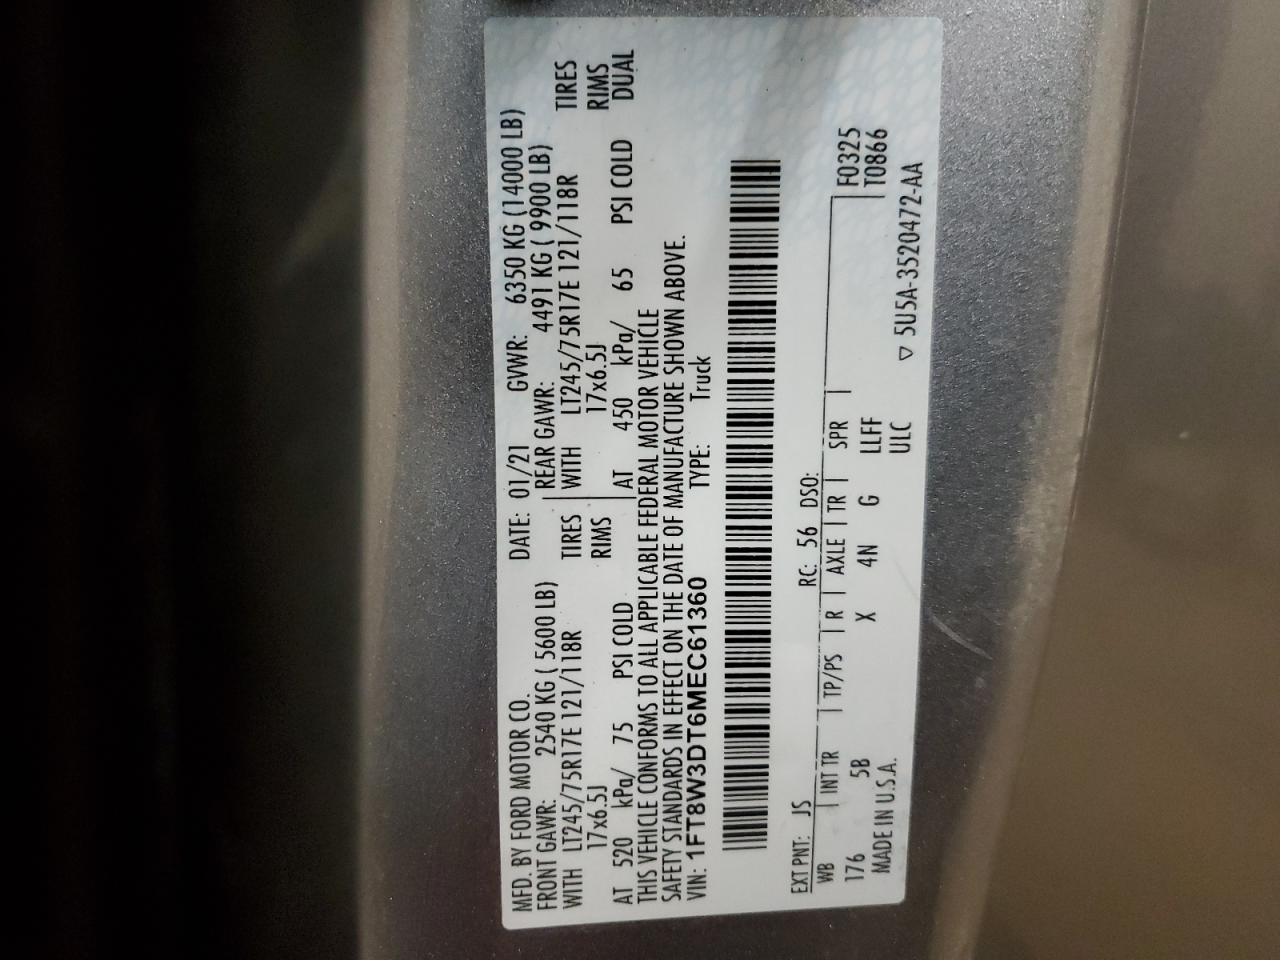 MFD. BY FORD MOTOR CO. DATE: 01/21 GVWR: 6350 KG (14000 LB)
FRONT GAWR: 2540 KG ( 5600 LB) REAR GAWR: 4491 KG ( 9900 LB)
WITH LT245/75R17E 121/118R TIRES WITH LT245/75R17E 121/118R TIRES
17x6.5J RIMS 17x6.5J RIMS
AT 520 kPa/ 75 PSI COLD AT 450 kPa/ 65 PSI COLD DUAL
THIS VEHICLE CONFORMS TO ALL APPLICABLE FEDERAL MOTOR VEHICLE
SAFETY STANDARDS IN EFFECT ON THE DATE OF MANUFACTURE SHOWN ABOVE.
VIN: 1FT8W3DT6MEC61360 TYPE: Truck
EXT PNT: JS RC: 56 DSO:
WB | INT TR | TP/PS | R | AXLE | TR | SPR | F0325
176 5B X 4N G LLFF T0866
MADE IN U.S.A. ULC
▽ 5U5A-3520472-AA